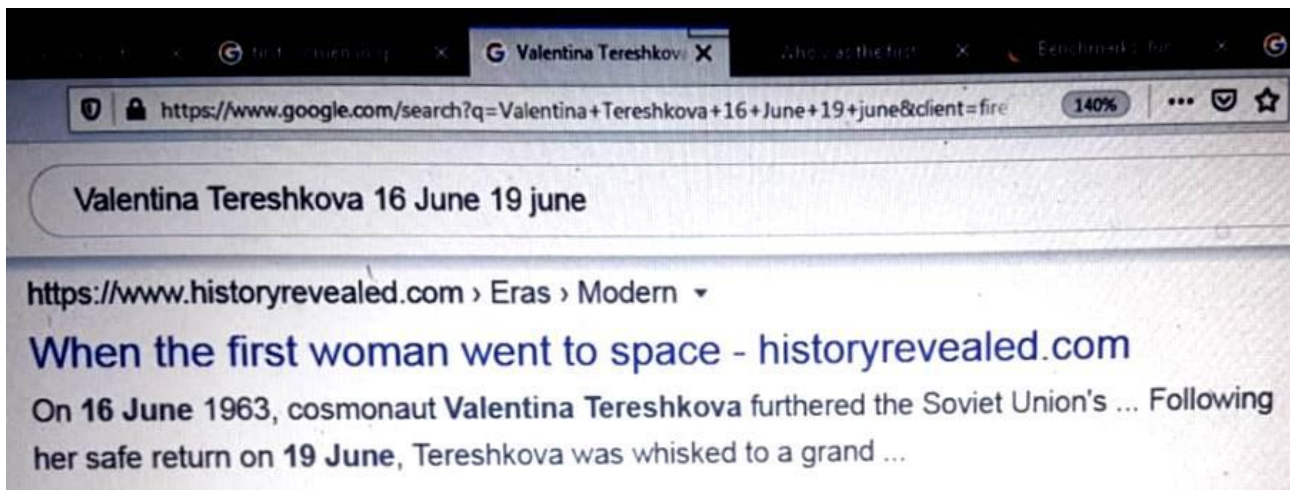 Valentina Tereshkov
https://www.google.com/search?q=Valentina+Tereshkova+16+June+19+june&client=fire 140%
Valentina Tereshkova 16 June 19 june
https://www.historyrevealed.com › Eras › Modern
When the first woman went to space - historyrevealed.com
On 16 June 1963, cosmonaut Valentina Tereshkova furthered the Soviet Union's ... Following
her safe return on 19 June, Tereshkova was whisked to a grand ...